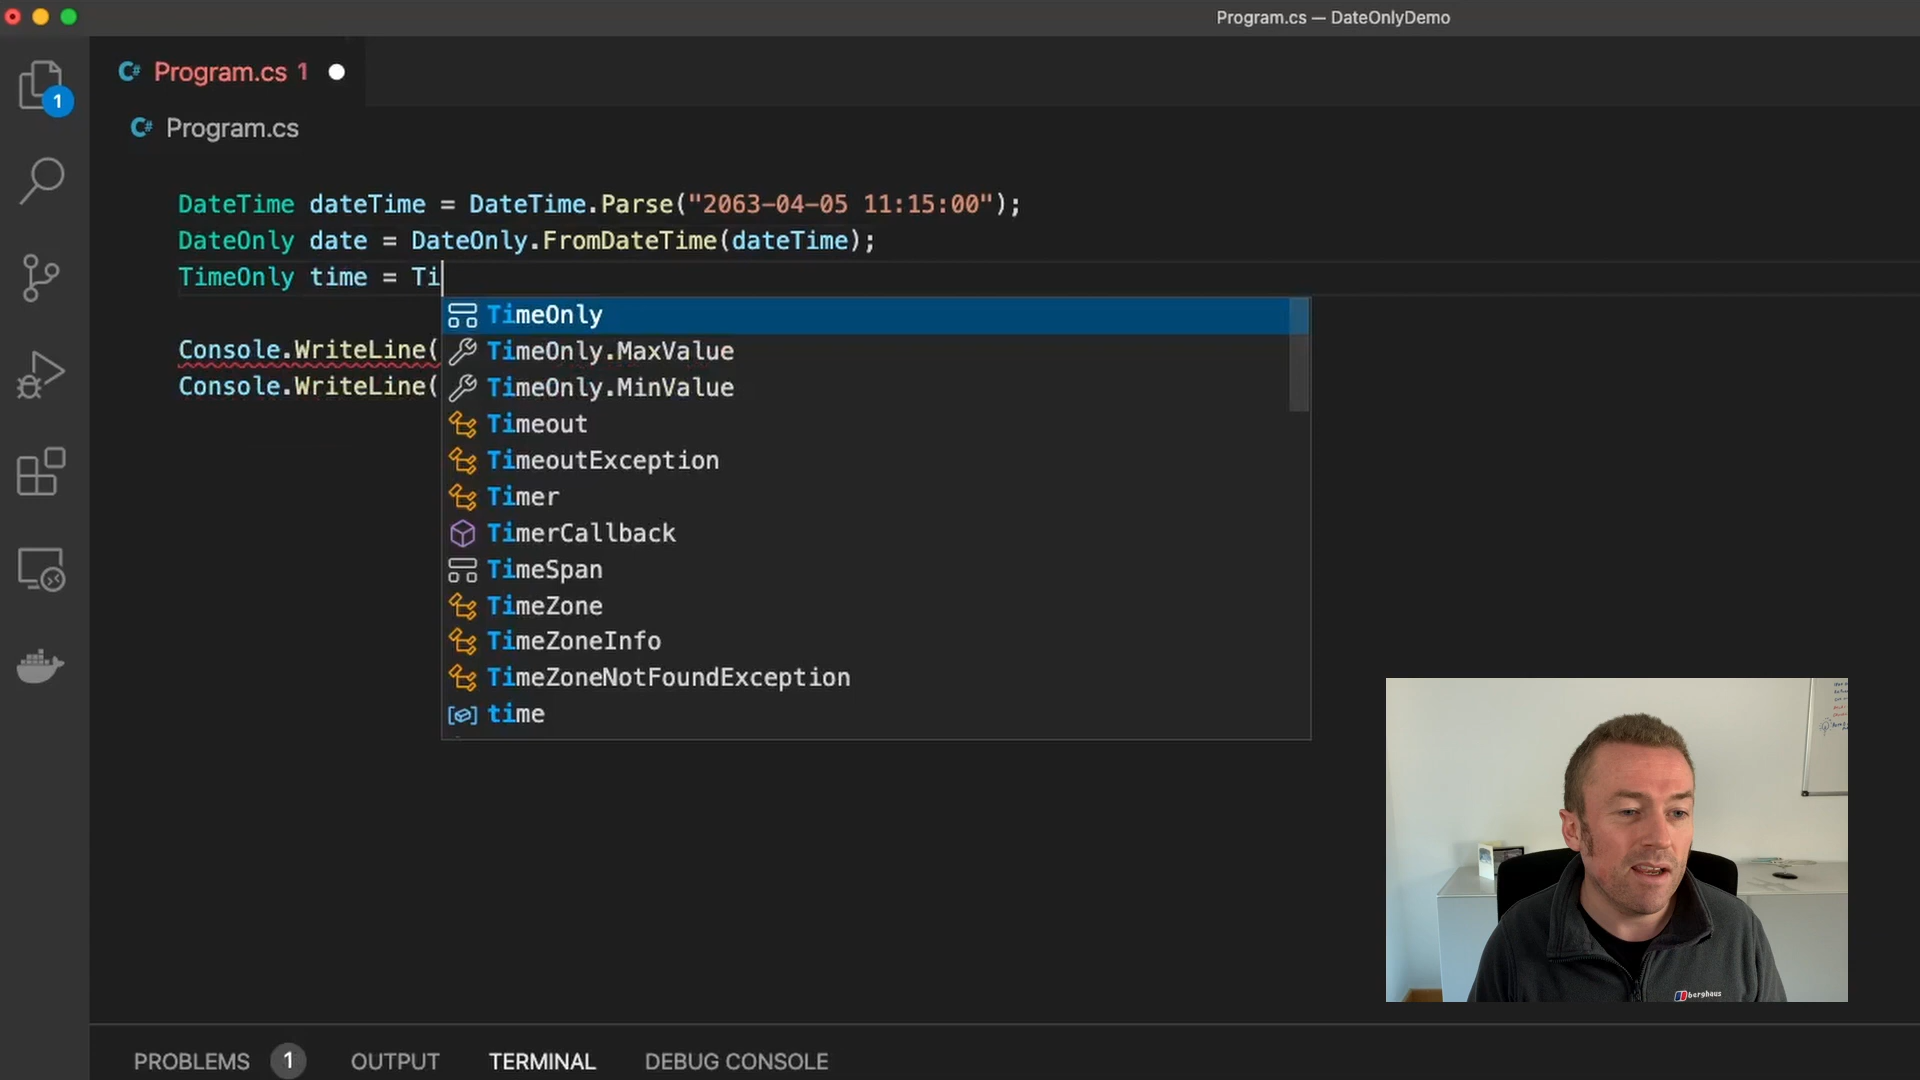 Program.cs — DateOnlyDemo
C# Program.cs 1
1
C# Program.cs
DateTime dateTime = DateTime.Parse("2063-04-05 11:15:00");
DateOnly date = DateOnly.FromDateTime(dateTime);
TimeOnly time = Ti
TimeOnly
Console.WriteLine(
TimeOnly.MaxValue
Console.WriteLine(
TimeOnly.MinValue
Timeout
TimeoutException
Timer
TimerCallback
TimeSpan
TimeZone
TimeZoneInfo
TimeZoneNotFoundException
time
berghaus
PROBLEMS 1 OUTPUT TERMINAL DEBUG CONSOLE